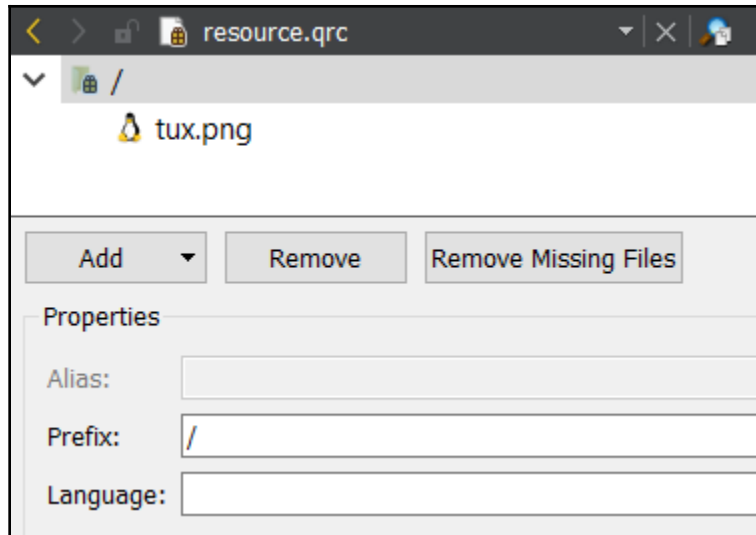 resource.qrc
/
tux.png
Add Remove Remove Missing Files
Properties
Alias:
Prefix: /
Language: